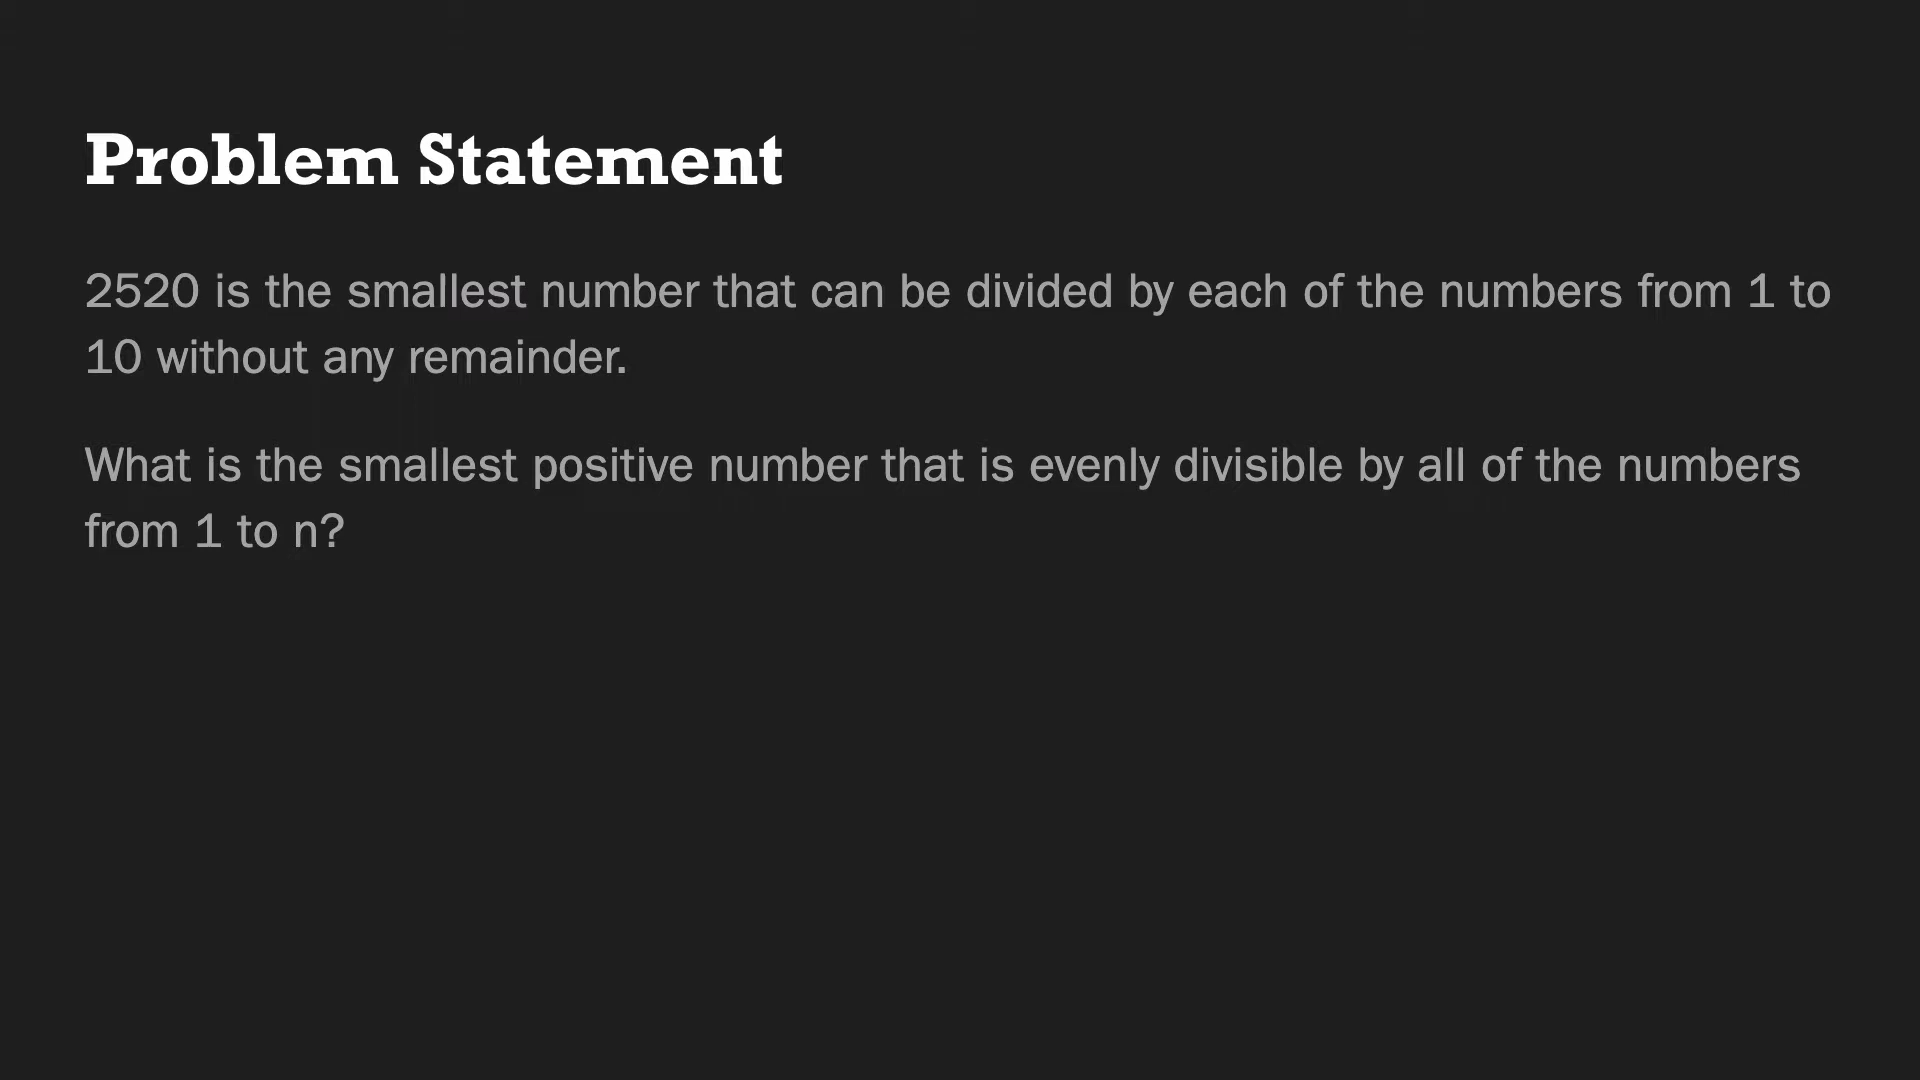 Problem Statement
2520 is the smallest number that can be divided by each of the numbers from 1 to
10 without any remainder.
What is the smallest positive number that is evenly divisible by all of the numbers
from 1 to n?